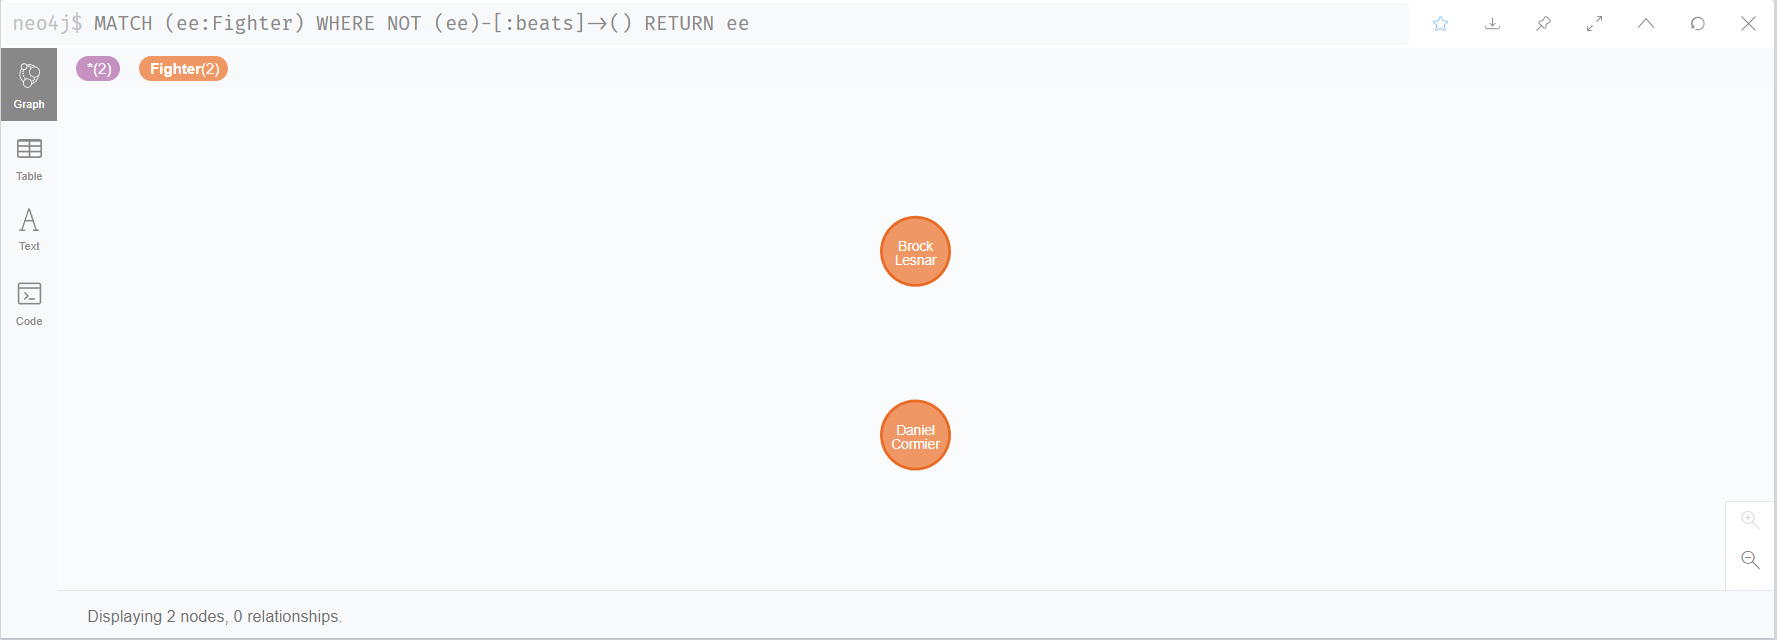 neo4j$ MATCH (ee:Fighter) WHERE NOT (ee)-[:beats]->() RETURN ee
*(2) Fighter(2)
Graph
Table
Text
Code
Brock
Lesnar
Daniel
Cormier
Displaying 2 nodes, 0 relationships.